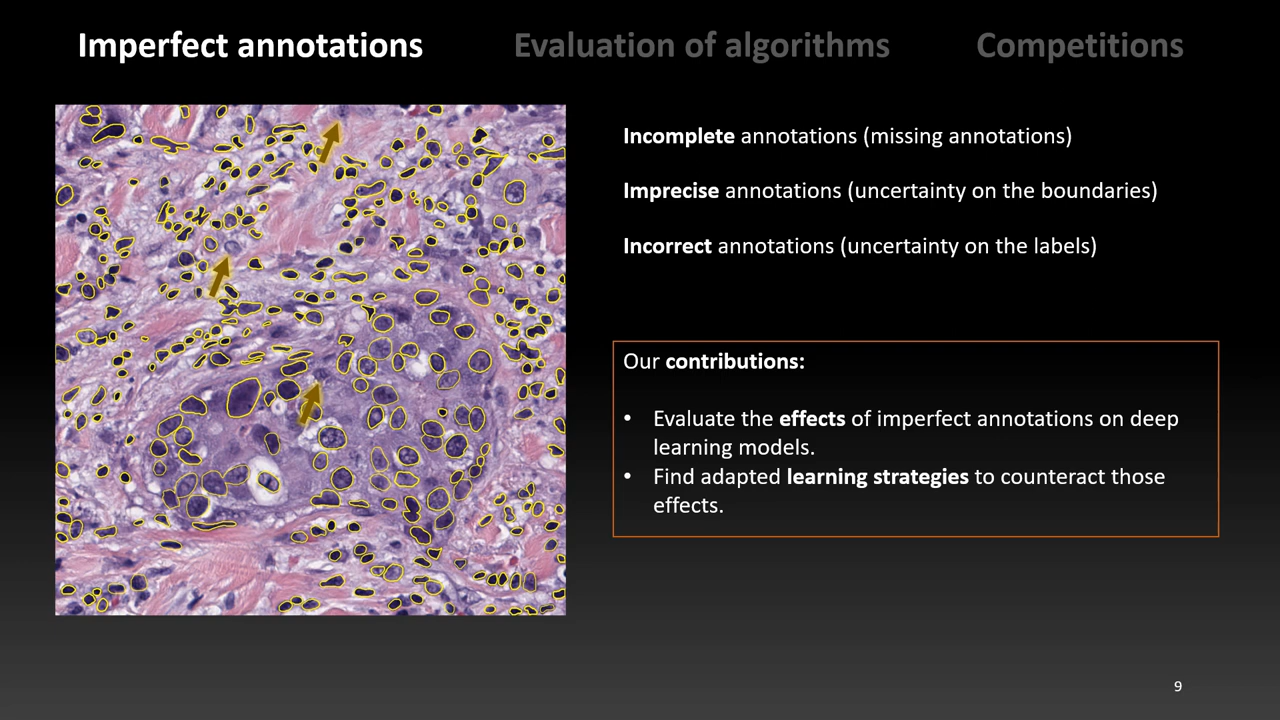 Imperfect annotations Evaluation of algorithms Competitions
Incomplete annotations (missing annotations)
Imprecise annotations (uncertainty on the boundaries)
Incorrect annotations (uncertainty on the labels)
Our contributions:
• Evaluate the effects of imperfect annotations on deep
learning models.
• Find adapted learning strategies to counteract those
effects.
9